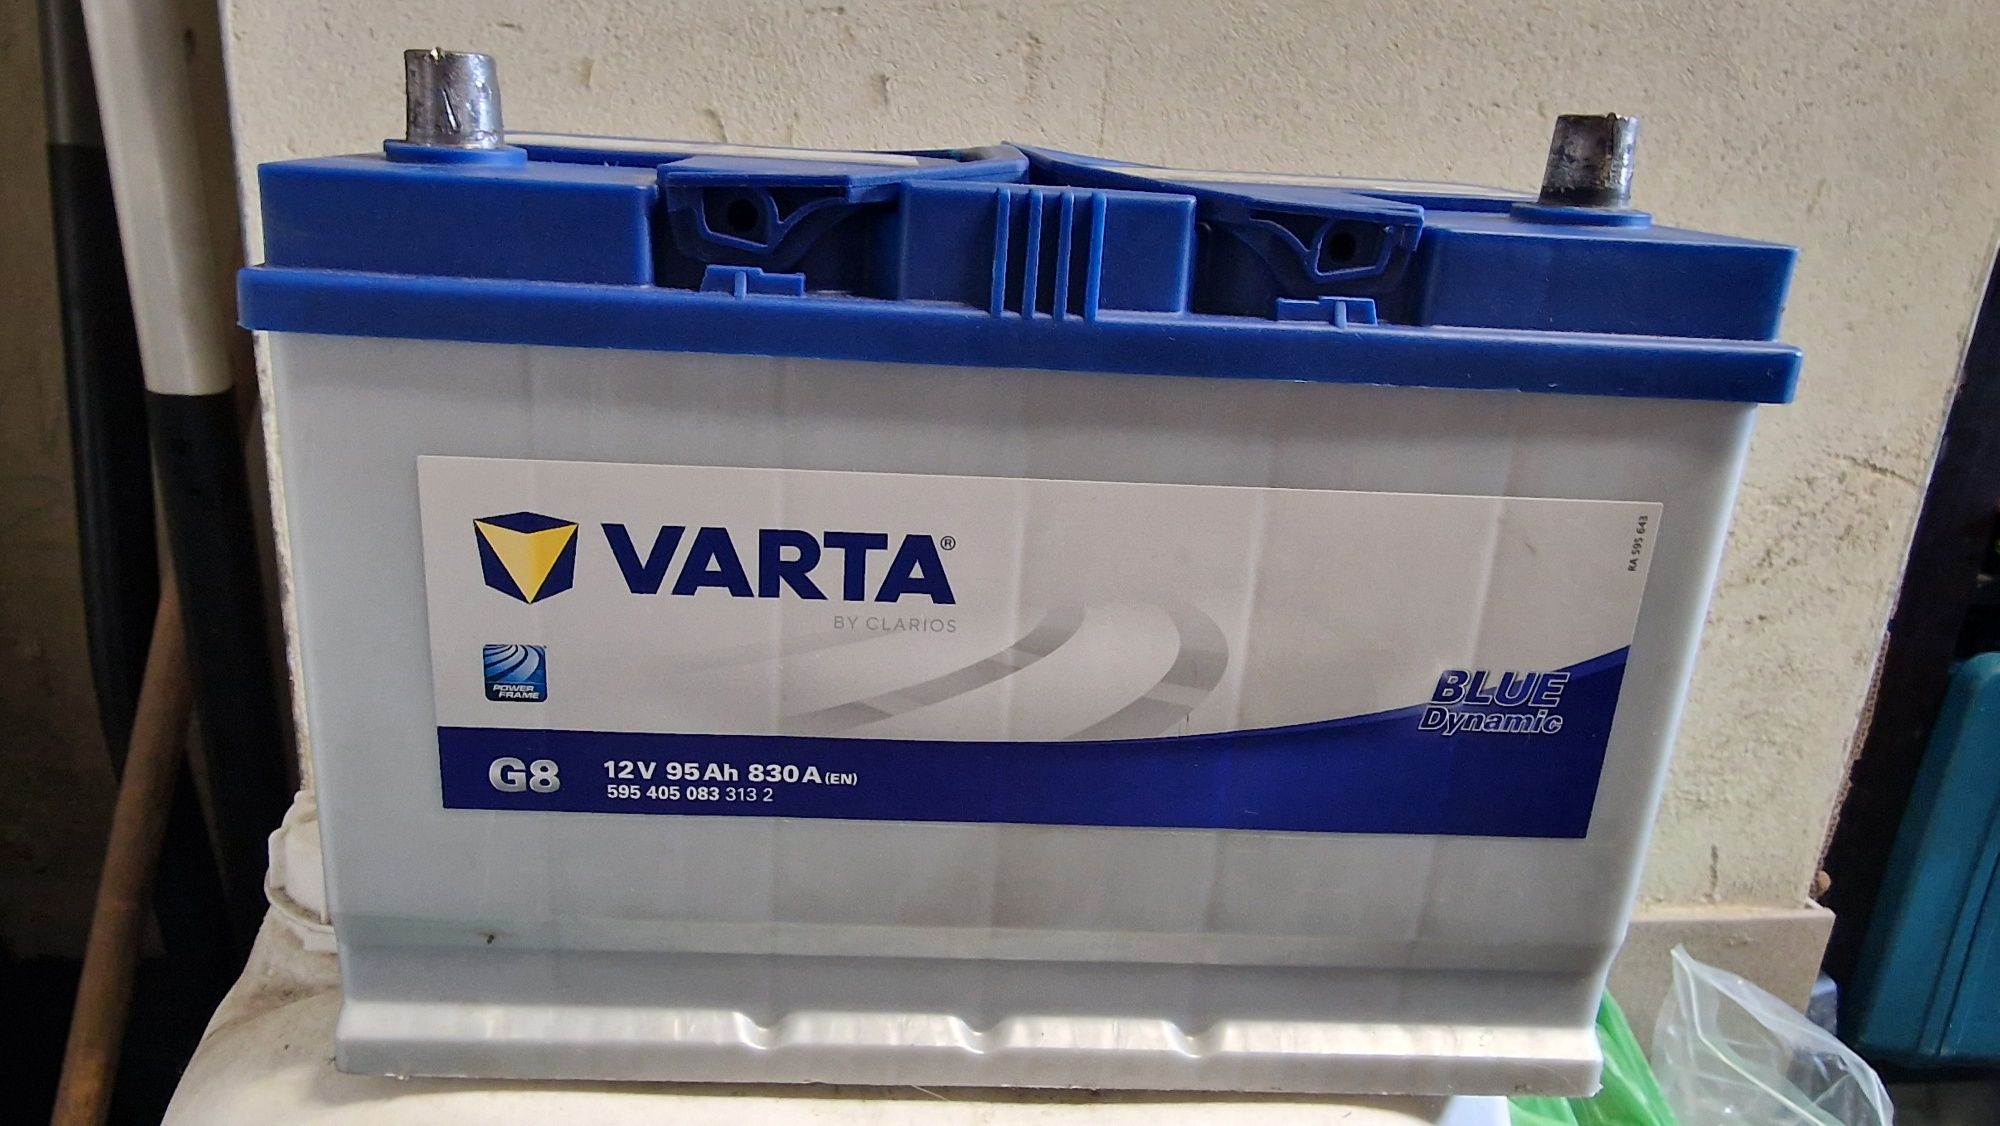 VARTA®
BY CLARIOS
POWER
FRAME
RA 595 643
BLUE
Dynamic
G8
12V 95Ah 830A (EN)
595 405 083 313 2